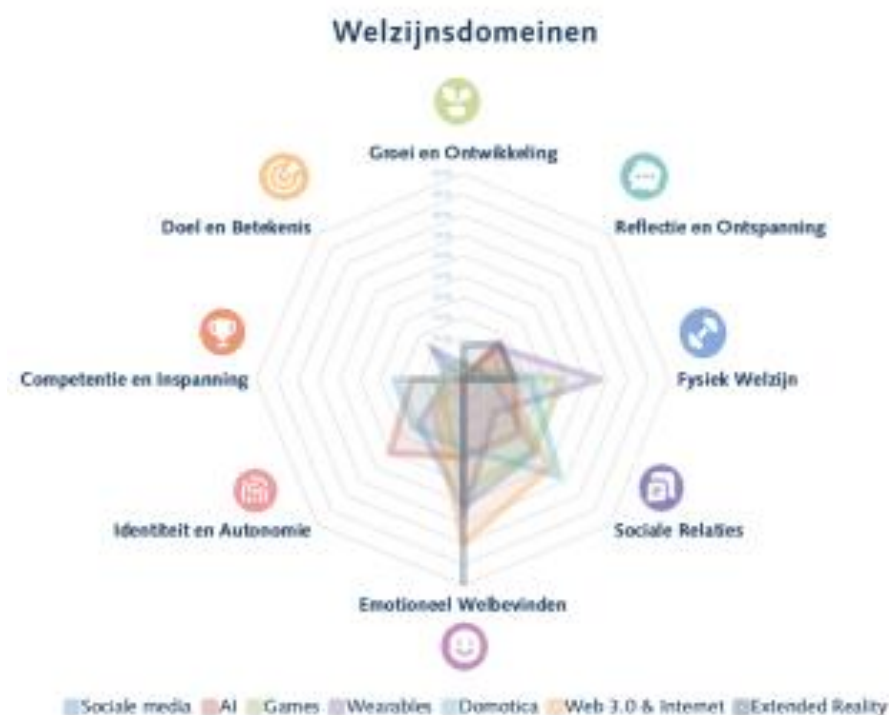 Welzijnsdomeinen
Groei en Ontwikkeling
Doel en Betekenis
Reflectie en Ontspanning
Competentie en Inspanning
Fysiek Welzijn
Identiteit en Autonomie
Sociale Relaties
Emotioneel Welbevinden
Sociale media AI Games Wearables Domotica Web 3.0 & Internet Extended Reality